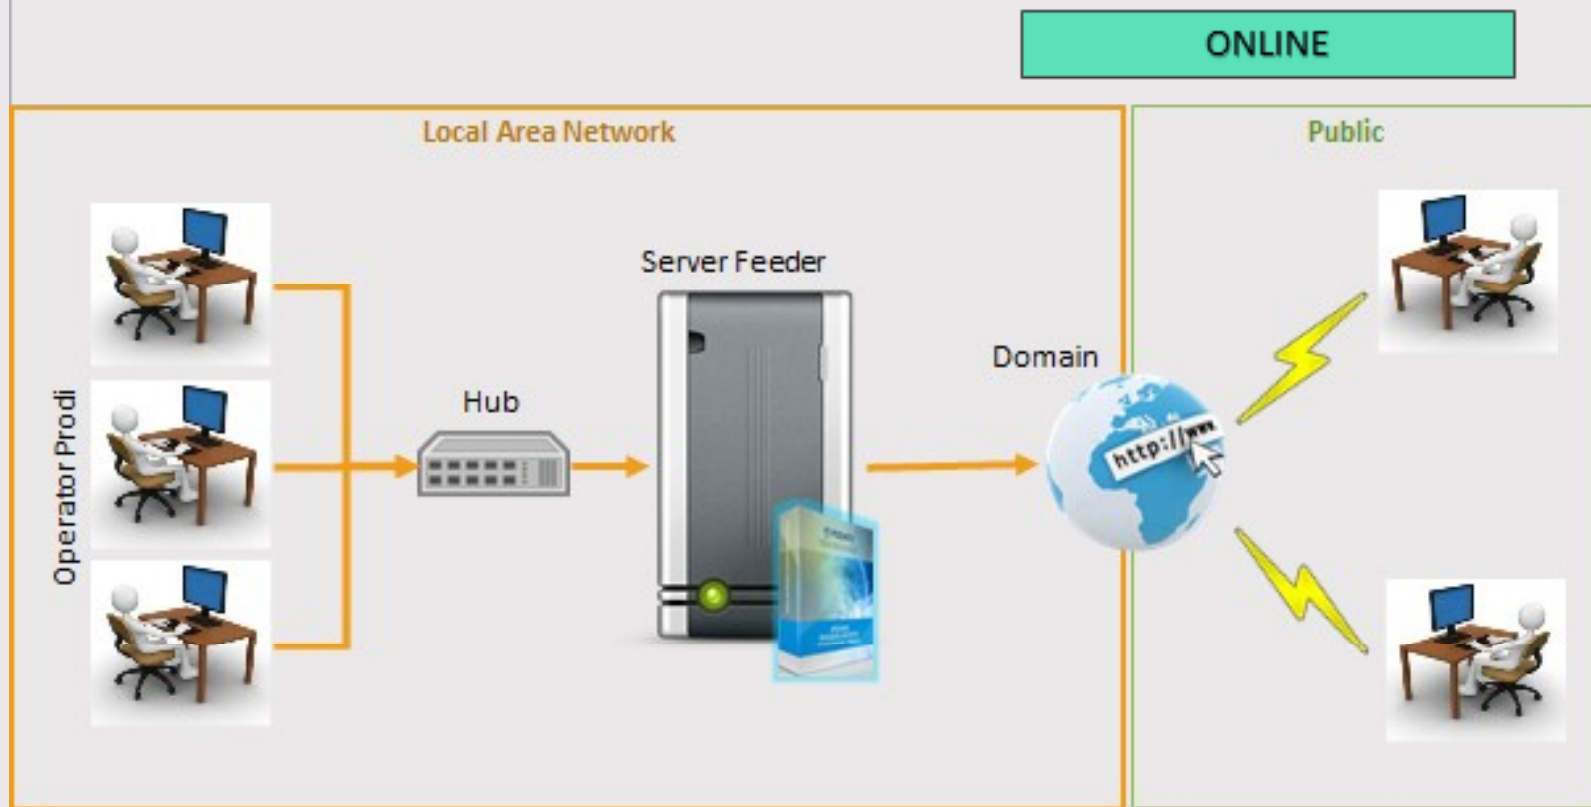 ONLINE
Local Area Network
Public
Server Feeder
Domain
Hub
http://www.
Operator Prodi